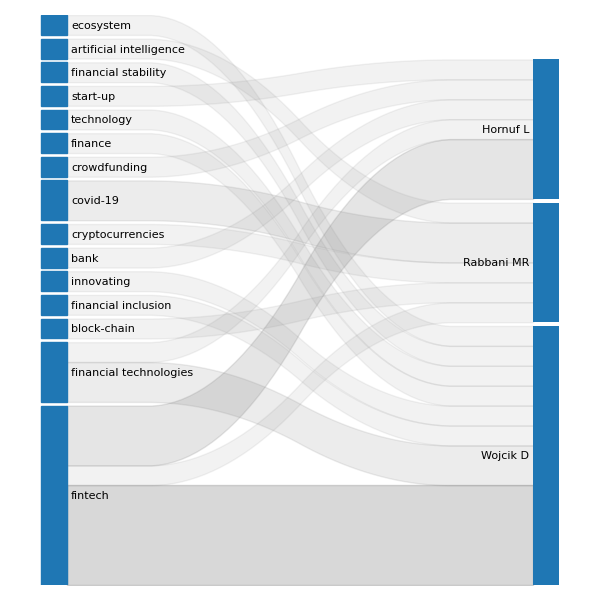 ecosystem
artificial intelligence
financial stability
start-up
technology
finance
crowdfunding
covid-19
cryptocurrencies
bank
innovating
financial inclusion
block-chain
financial technologies
fintech
Hornuf L
Rabbani MR
Wojcik D